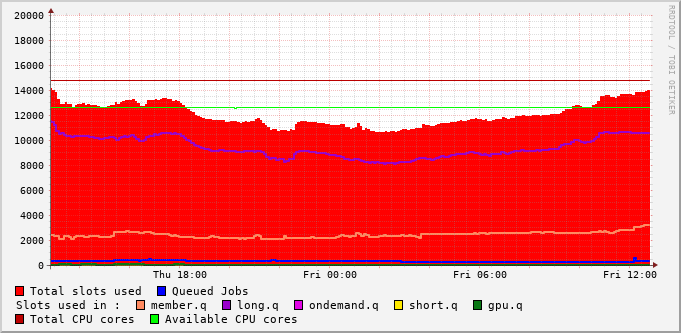 20000
18000
16000
14000
12000
10000
8000
6000
4000
2000
0
Thu 18:00 Fri 00:00 Fri 06:00 Fri 12:00
Total slots used Queued Jobs
Slots used in : member.q long.q ondemand.q short.q gpu.q
Total CPU cores Available CPU cores
RRDTOOL / TOBI OETIKER